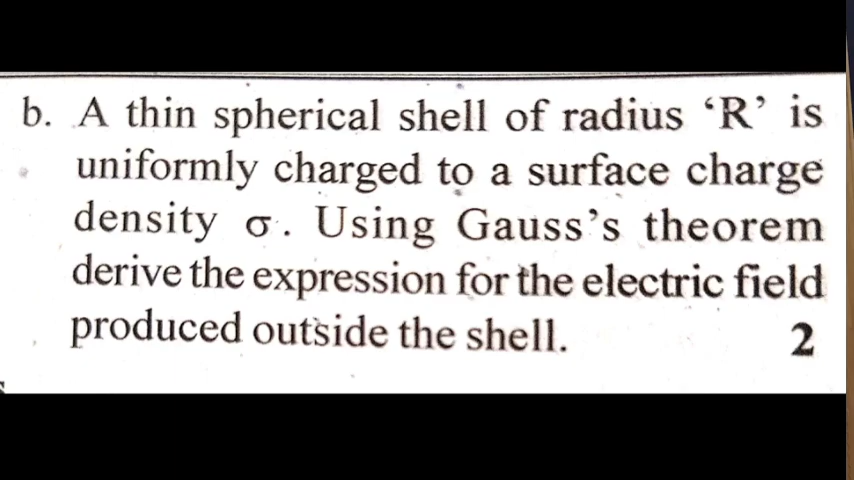 b. A thin spherical shell of radius ‘R’ is
uniformly charged to a surface charge
density σ. Using Gauss’s theorem
derive the expression for the electric field
produced outside the shell. 2